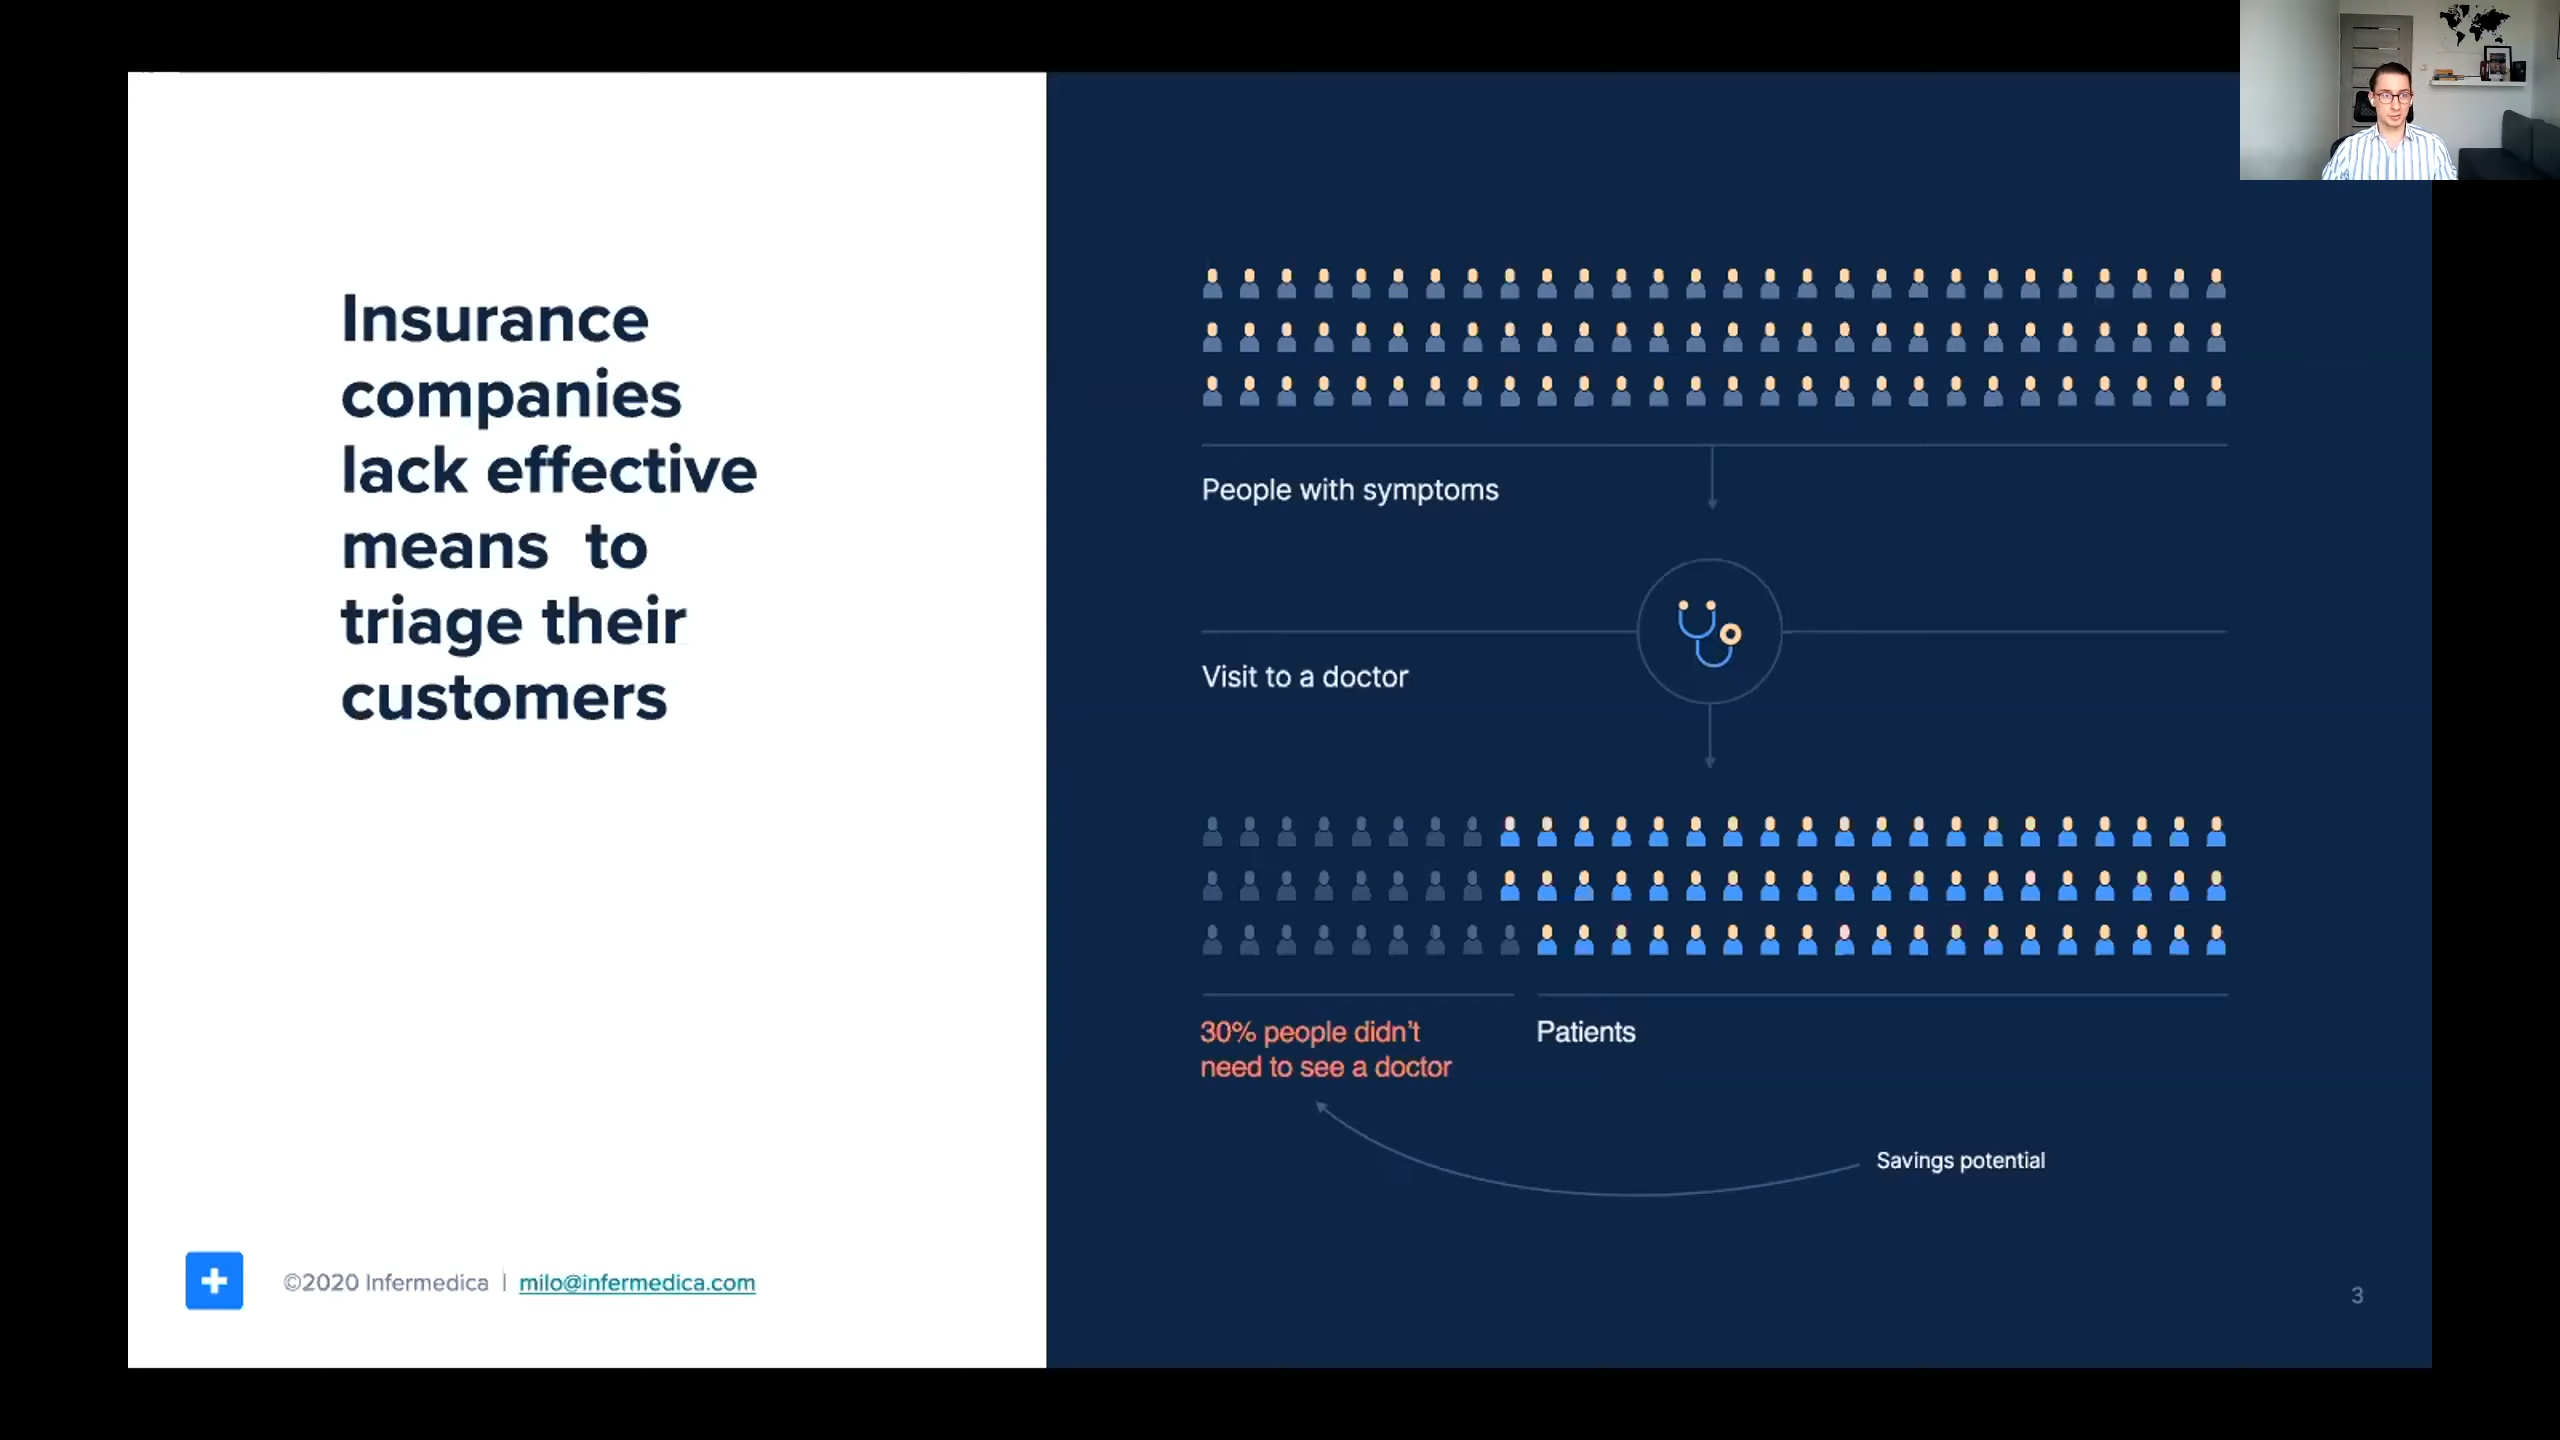 Insurance
companies
lack effective
means  to
triage their
customers
©2020 Infermedica | milo@infermedica.com
People with symptoms
Visit to a doctor
30% people didn't
need to see a doctor
Patients
Savings potential
3